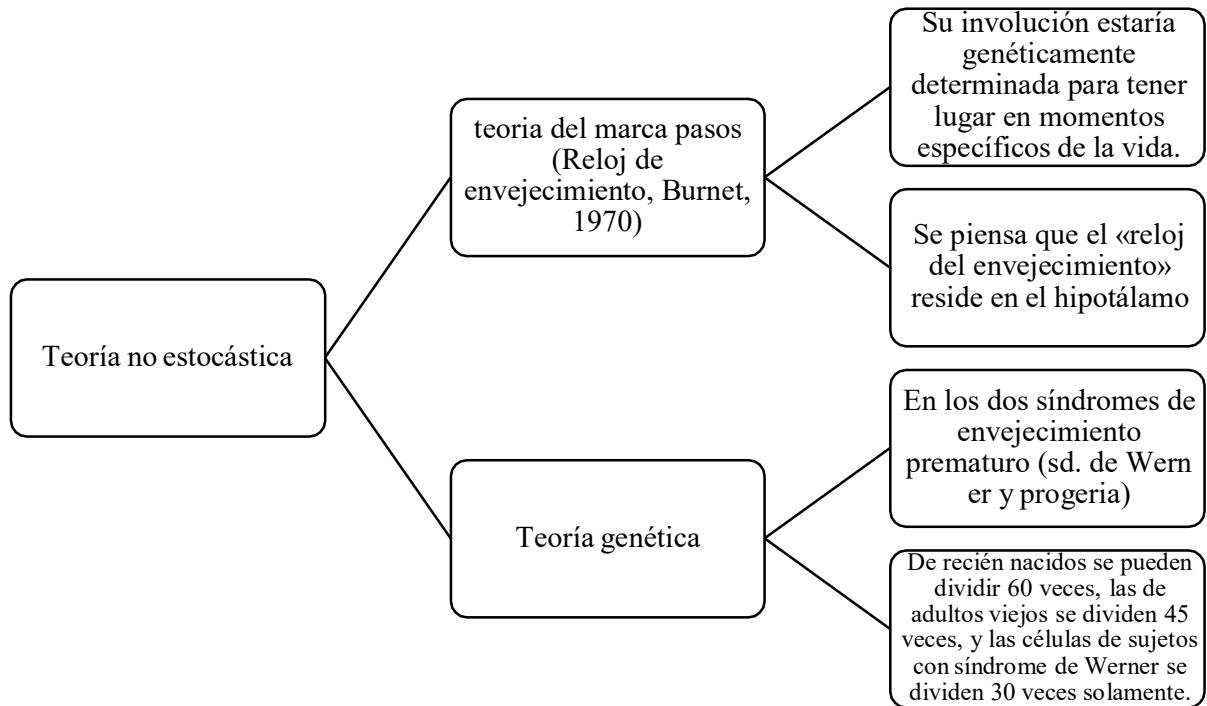 Teoría no estocástica
teoria del marca pasos
(Reloj de
envejecimiento, Burnet,
1970)
Su involución estaría
genéticamente
determinada para tener
lugar en momentos
específicos de la vida.
Se piensa que el «reloj
del envejecimiento»
reside en el hipotálamo
Teoría genética
En los dos síndromes de
envejecimiento
prematuro (sd. de Wern
er y progeria)
De recién nacidos se pueden
dividir 60 veces, las de
adultos viejos se dividen 45
veces, y las células de sujetos
con síndrome de Werner se
dividen 30 veces solamente.